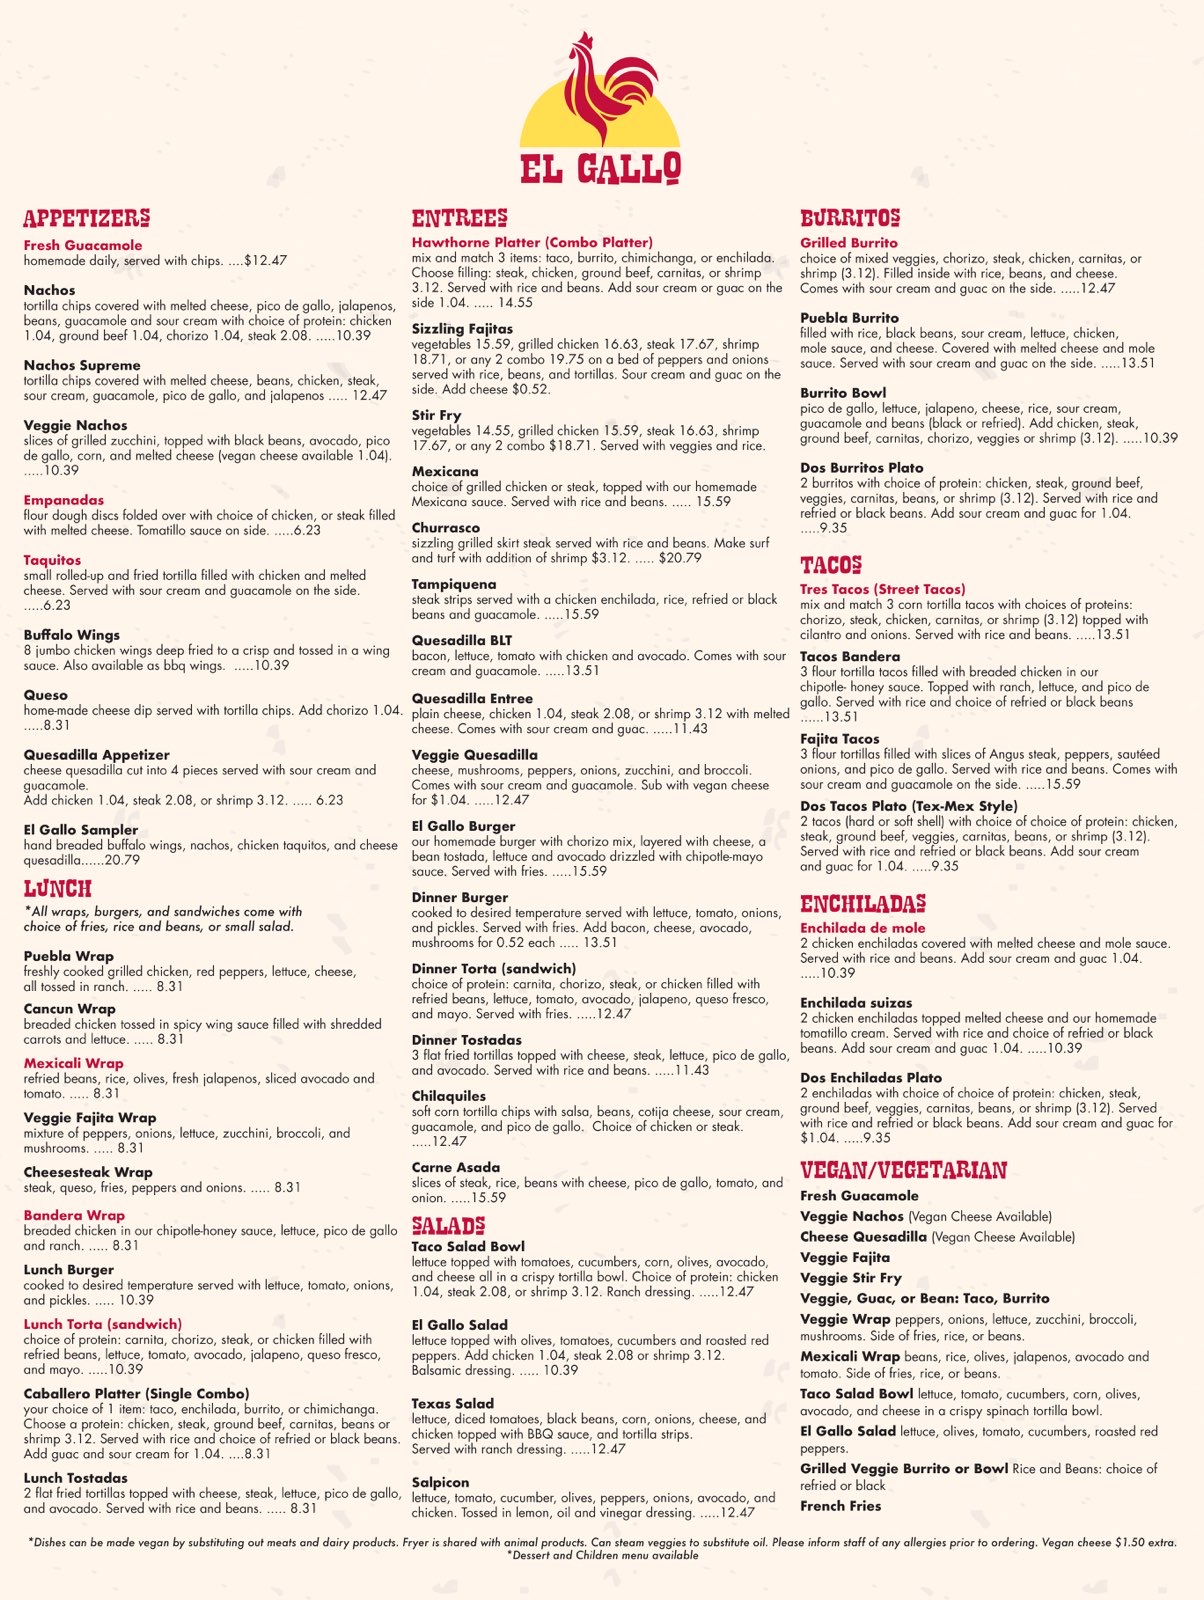 EL GALLO
APPETIZERS
Fresh Guacamole
homemade daily, served with chips. ....$12.47
Nachos
tortilla chips covered with melted cheese, pico de gallo, jalapenos,
beans, guacamole and sour cream with choice of protein: chicken
1.04, ground beef 1.04, chorizo 1.04, steak 2.08. .....10.39
Nachos Supreme
tortilla chips covered with melted cheese, beans, chicken, steak,
sour cream, guacamole, pico de gallo, and jalapenos ..... 12.47
Veggie Nachos
slices of grilled zucchini, topped with black beans, avocado, pico
de gallo, corn, and melted cheese (vegan cheese available 1.04).
.....10.39
Empanadas
flour dough discs folded over with choice of chicken, or steak filled
with melted cheese. Tomatillo sauce on side. .....6.23
Taquitos
small rolled-up and fried tortilla filled with chicken and melted
cheese. Served with sour cream and guacamole on the side.
.....6.23
Buffalo Wings
8 jumbo chicken wings deep fried to a crisp and tossed in a wing
sauce. Also available as bbq wings.  .....10.39
Queso
home-made cheese dip served with tortilla chips. Add chorizo 1.04.
.....8.31
Quesadilla Appetizer
cheese quesadilla cut into 4 pieces served with sour cream and
guacamole.
Add chicken 1.04, steak 2.08, or shrimp 3.12. ..... 6.23
El Gallo Sampler
hand breaded buffalo wings, nachos, chicken taquitos, and cheese
quesadilla......20.79
LUNCH
*All wraps, burgers, and sandwiches come with
choice of fries, rice and beans, or small salad.
Puebla Wrap
freshly cooked grilled chicken, red peppers, lettuce, cheese,
all tossed in ranch. ..... 8.31
Cancun Wrap
breaded chicken tossed in spicy wing sauce filled with shredded
carrots and lettuce. ..... 8.31
Mexicali Wrap
refried beans, rice, olives, fresh jalapenos, sliced avocado and
tomato. ..... 8.31
Veggie Fajita Wrap
mixture of peppers, onions, lettuce, zucchini, broccoli, and
mushrooms. ..... 8.31
Cheesesteak Wrap
steak, queso, fries, peppers and onions. ..... 8.31
Bandera Wrap
breaded chicken in our chipotle-honey sauce, lettuce, pico de gallo
and ranch. ..... 8.31
Lunch Burger
cooked to desired temperature served with lettuce, tomato, onions,
and pickles. ..... 10.39
Lunch Torta (sandwich)
choice of protein: carnita, chorizo, steak, or chicken filled with
refried beans, lettuce, tomato, avocado, jalapeno, queso fresco,
and mayo. .....10.39
Caballero Platter (Single Combo)
your choice of 1 item: taco, enchilada, burrito, or chimichanga.
Choose a protein: chicken, steak, ground beef, carnitas, beans or
shrimp 3.12. Served with rice and choice of refried or black beans.
Add guac and sour cream for 1.04. ....8.31
Lunch Tostadas
2 flat fried tortillas topped with cheese, steak, lettuce, pico de gallo,
and avocado. Served with rice and beans. .... 8.31
ENTREES
Hawthorne Platter (Combo Platter)
mix and match 3 items: taco, burrito, chimichanga, or enchilada.
Choose filling: steak, chicken, ground beef, carnitas, or shrimp
3.12. Served with rice and beans. Add sour cream or guac on the
side 1.04. ..... 14.55
Sizzling Fajitas
vegetables 15.59, grilled chicken 16.63, steak 17.67, shrimp
18.71, or any 2 combo 19.75 on a bed of peppers and onions
served with rice, beans, and tortillas. Sour cream and guac on the
side. Add cheese $0.52.
Stir Fry
vegetables 14.55, grilled chicken 15.59, steak 16.63, shrimp
17.67, or any 2 combo $18.71. Served with veggies and rice.
Mexicana
choice of grilled chicken or steak, topped with our homemade
Mexicana sauce. Served with rice and beans. ..... 15.59
Churrasco
sizzling grilled skirt steak served with rice and beans. Make surf
and turf with addition of shrimp $3.12. ..... $20.79
Tampiquena
steak strips served with a chicken enchilada, rice, refried or black
beans and guacamole. .....15.59
Quesadilla BLT
bacon, lettuce, tomato with chicken and avocado. Comes with sour
cream and guacamole. .....13.51
Quesadilla Entree
plain cheese, chicken 1.04, steak 2.08, or shrimp 3.12 with melted
cheese. Comes with sour cream and guac. .....11.43
Veggie Quesadilla
cheese, mushrooms, peppers, onions, zucchini, and broccoli.
Comes with sour cream and guacamole. Sub with vegan cheese
for $1.04. .....12.47
El Gallo Burger
our homemade burger with chorizo mix, layered with cheese, a
bean tostada, lettuce and avocado drizzled with chipotle-mayo
sauce. Served with fries. .....15.59
Dinner Burger
cooked to desired temperature served with lettuce, tomato, onions,
and pickles. Served with fries. Add bacon, cheese, avocado,
mushrooms for 0.52 each ..... 13.51
Dinner Torta (sandwich)
choice of protein: carnita, chorizo, steak, or chicken filled with
refried beans, lettuce, tomato, avocado, jalapeno, queso fresco,
and mayo. Served with fries. .....12.47
Dinner Tostadas
3 flat fried tortillas topped with cheese, steak, lettuce, pico de gallo,
and avocado. Served with rice and beans. .....11.43
Chilaquiles
soft corn tortilla chips with salsa, beans, cotija cheese, sour cream,
guacamole, and pico de gallo.  Choice of chicken or steak.
.....12.47
Carne Asada
slices of steak, rice, beans with cheese, pico de gallo, tomato, and
onion. .....15.59
SALADS
Taco Salad Bowl
lettuce topped with tomatoes, cucumbers, corn, olives, avocado,
and cheese all in a crispy tortilla bowl. Choice of protein: chicken
1.04, steak 2.08, or shrimp 3.12. Ranch dressing. .....12.47
El Gallo Salad
lettuce topped with olives, tomatoes, cucumbers and roasted red
peppers. Add chicken 1.04, steak 2.08 or shrimp 3.12.
Balsamic dressing. ..... 10.39
Texas Salad
lettuce, diced tomatoes, black beans, corn, onions, cheese, and
chicken topped with BBQ sauce, and tortilla strips.
Served with ranch dressing. .....12.47
Salpicon
lettuce, tomato, cucumber, olives, peppers, onions, avocado, and
chicken. Tossed in lemon, oil and vinegar dressing. .....12.47
BURRITOS
Grilled Burrito
choice of mixed veggies, chorizo, steak, chicken, carnitas, or
shrimp (3.12). Filled inside with rice, beans, and cheese.
Comes with sour cream and guac on the side. .....12.47
Puebla Burrito
filled with rice, black beans, sour cream, lettuce, chicken,
mole sauce, and cheese. Covered with melted cheese and mole
sauce. Served with sour cream and guac on the side. .....13.51
Burrito Bowl
pico de gallo, lettuce, jalapeno, cheese, rice, sour cream,
guacamole and beans (black or refried). Add chicken, steak,
ground beef, carnitas, chorizo, veggies or shrimp (3.12). .....10.39
Dos Burritos Plato
2 burritos with choice of protein: chicken, steak, ground beef,
veggies, carnitas, beans, or shrimp (3.12). Served with rice and
refried or black beans. Add sour cream and guac for 1.04.
.....9.35
TACOS
Tres Tacos (Street Tacos)
mix and match 3 corn tortilla tacos with choices of proteins:
chorizo, steak, chicken, carnitas, or shrimp (3.12) topped with
cilantro and onions. Served with rice and beans. .....13.51
Tacos Bandera
3 flour tortilla tacos filled with breaded chicken in our
chipotle- honey sauce. Topped with ranch, lettuce, and pico de
gallo. Served with rice and choice of refried or black beans
......13.51
Fajita Tacos
3 flour tortillas filled with slices of Angus steak, peppers, sautéed
onions, and pico de gallo. Served with rice and beans. Comes with
sour cream and guacamole on the side. .....15.59
Dos Tacos Plato (Tex-Mex Style)
2 tacos (hard or soft shell) with choice of choice of protein: chicken,
steak, ground beef, veggies, carnitas, beans, or shrimp (3.12).
Served with rice and refried or black beans. Add sour cream
and guac for 1.04. .....9.35
ENCHILADAS
Enchilada de mole
2 chicken enchiladas covered with melted cheese and mole sauce.
Served with rice and beans. Add sour cream and guac 1.04.
.....10.39
Enchilada suizas
2 chicken enchiladas topped melted cheese and our homemade
tomatillo cream. Served with rice and choice of refried or black
beans. Add sour cream and guac 1.04. .....10.39
Dos Enchiladas Plato
2 enchiladas with choice of choice of protein: chicken, steak,
ground beef, veggies, carnitas, beans, or shrimp (3.12). Served
with rice and refried or black beans. Add sour cream and guac for
$1.04. .....9.35
VEGAN/VEGETARIAN
Fresh Guacamole
Veggie Nachos (Vegan Cheese Available)
Cheese Quesadilla (Vegan Cheese Available)
Veggie Fajita
Veggie Stir Fry
Veggie, Guac, or Bean: Taco, Burrito
Veggie Wrap peppers, onions, lettuce, zucchini, broccoli,
mushrooms. Side of fries, rice, or beans.
Mexicali Wrap beans, rice, olives, jalapenos, avocado and
tomato. Side of fries, rice, or beans.
Taco Salad Bowl lettuce, tomato, cucumbers, corn, olives,
avocado, and cheese in a crispy spinach tortilla bowl.
El Gallo Salad lettuce, olives, tomato, cucumbers, roasted red
peppers.
Grilled Veggie Burrito or Bowl Rice and Beans: choice of
refried or black
French Fries
*Dishes can be made vegan by substituting out meats and dairy products. Fryer is shared with animal products. Can steam veggies to substitute oil. Please inform staff of any allergies prior to ordering. Vegan cheese $1.50 extra.
*Dessert and Children menu available